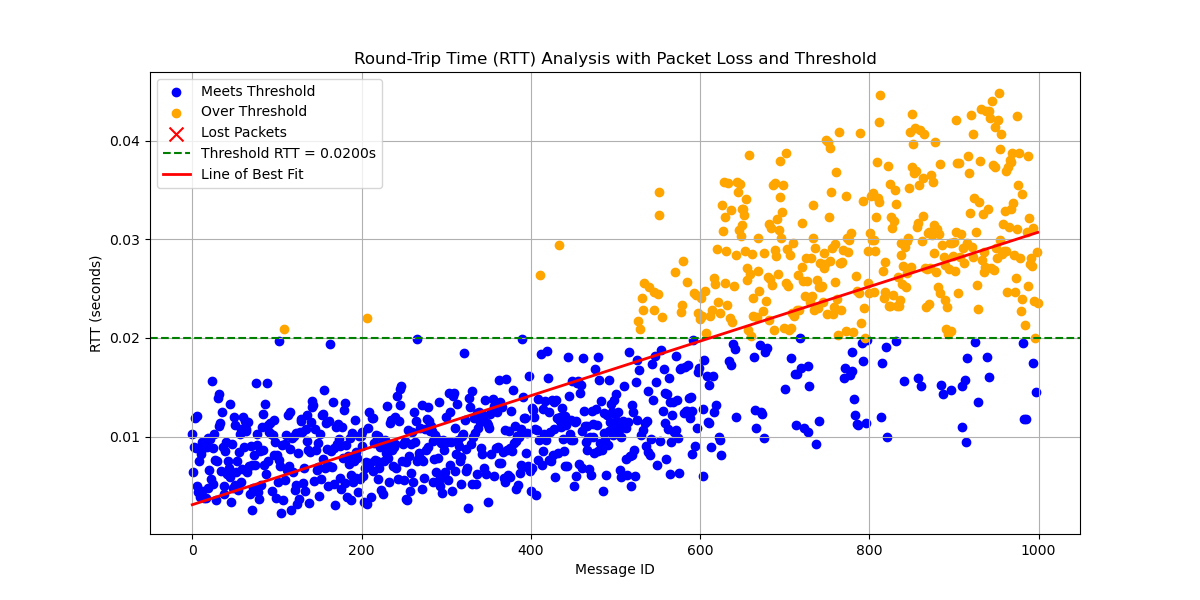 Round-Trip Time (RTT) Analysis with Packet Loss and Threshold
Meets Threshold
Over Threshold
Lost Packets
Threshold RTT = 0.0200s
Line of Best Fit
RTT (seconds)
0.04
0.03
0.02
0.01
0 200 400 600 800 1000
Message ID